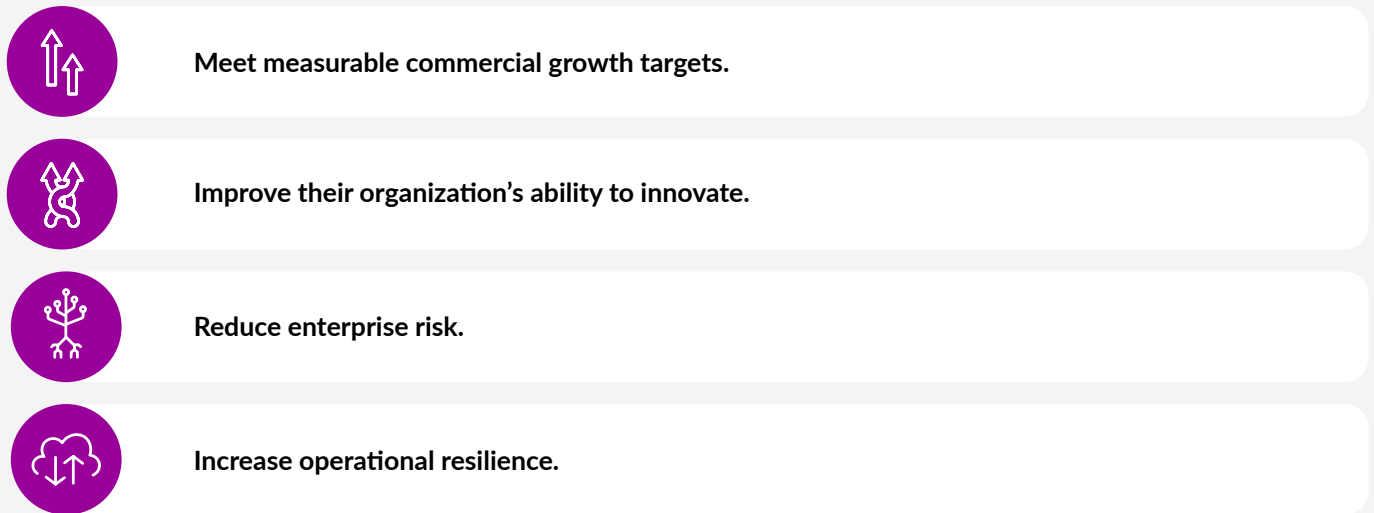 Meet measurable commercial growth targets.
Improve their organization’s ability to innovate.
Reduce enterprise risk.
Increase operational resilience.